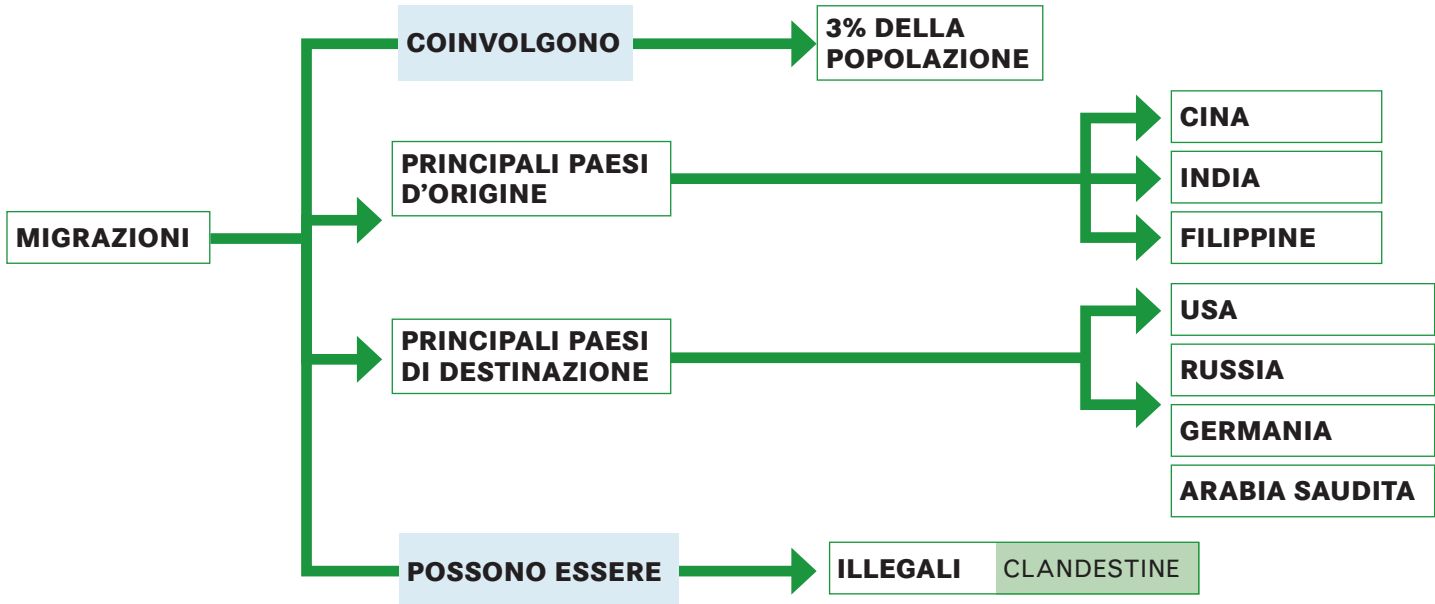 COINVOLGONO
3% DELLA
POPOLAZIONE
CINA
PRINCIPALI PAESI
D'ORIGINE
INDIA
FILIPPINE
MIGRAZIONI
USA
PRINCIPALI PAESI
DI DESTINAZIONE
RUSSIA
GERMANIA
ARABIA SAUDITA
POSSONO ESSERE
ILLEGALI CLANDESTINE